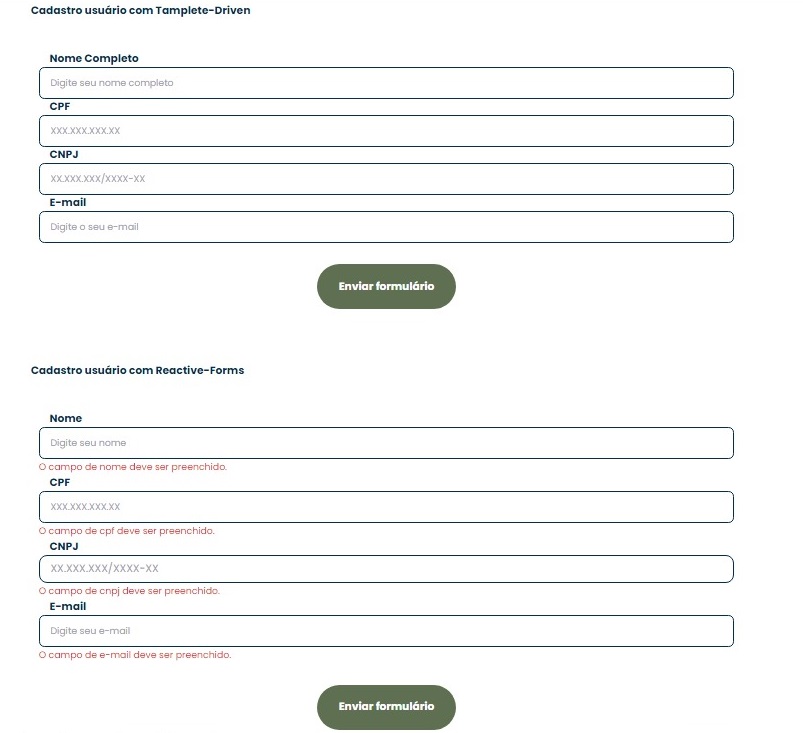 Cadastro usuário com Tamplete-Driven
Nome Completo
Digite seu nome completo
CPF
XXX.XXX.XXX.XX
CNPJ
XX.XXX.XXX/XXXX-XX
E-mail
Digite o seu e-mail
Enviar formulário
Cadastro usuário com Reactive-Forms
Nome
Digite seu nome
O campo de nome deve ser preenchido.
CPF
XXX.XXX.XXX.XX
O campo de cpf deve ser preenchido.
CNPJ
XX.XXX.XXX/XXXX-XX
O campo de cnpj deve ser preenchido.
E-mail
Digite seu e-mail
O campo de e-mail deve ser preenchido.
Enviar formulário